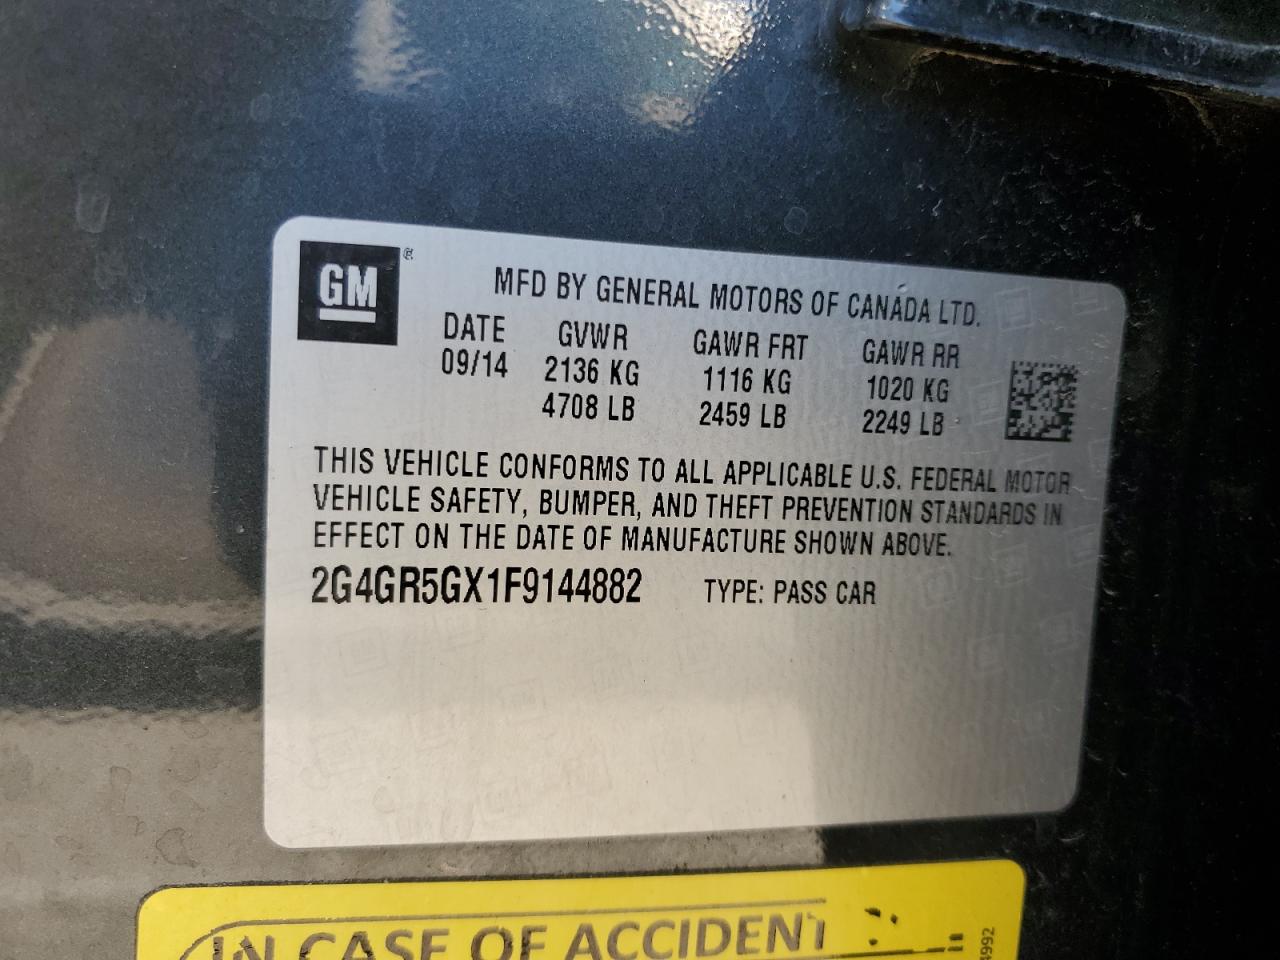 GM
MFD BY GENERAL MOTORS OF CANADA LTD.
DATE GVWR GAWR FRT GAWR RR
09/14 2136 KG 1116 KG 1020 KG
4708 LB 2459 LB 2249 LB
THIS VEHICLE CONFORMS TO ALL APPLICABLE U.S. FEDERAL MOTOR
VEHICLE SAFETY, BUMPER, AND THEFT PREVENTION STANDARDS IN
EFFECT ON THE DATE OF MANUFACTURE SHOWN ABOVE.
2G4GR5GX1F9144882 TYPE: PASS CAR
IN CASE OF ACCIDENT